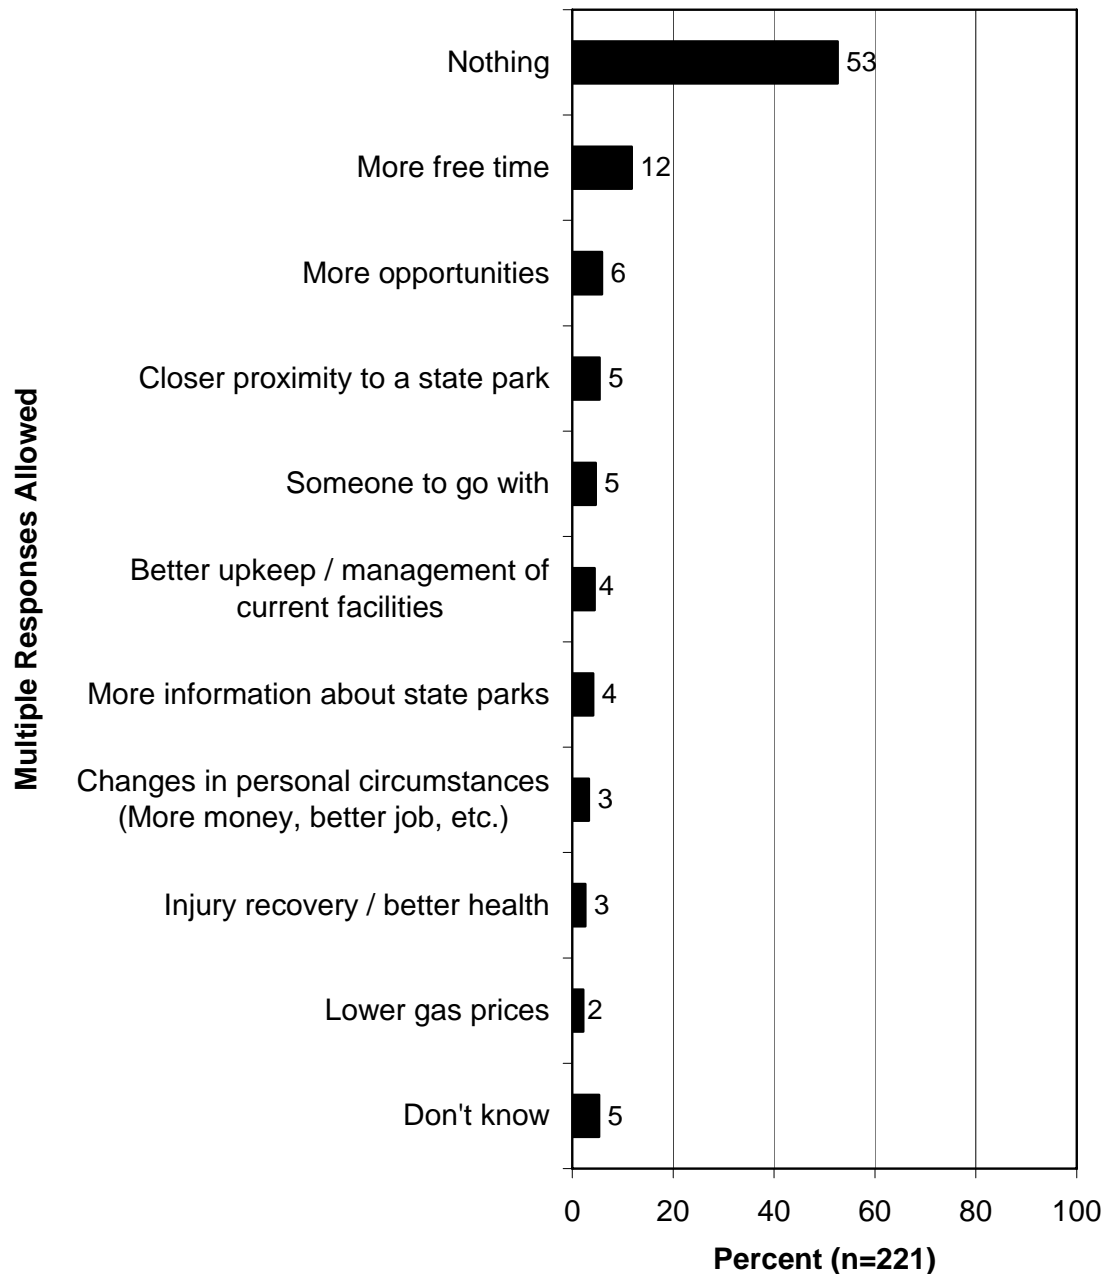 Multiple Responses Allowed
Nothing
53
More free time
12
More opportunities
6
Closer proximity to a state park
5
Someone to go with
5
Better upkeep / management of
current facilities
4
More information about state parks
4
Changes in personal circumstances
(More money, better job, etc.)
3
Injury recovery / better health
3
Lower gas prices
2
Don't know
5
0 20 40 60 80 100
Percent (n=221)